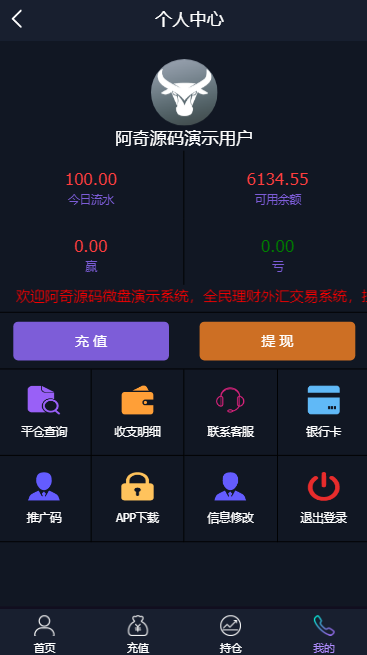 个人中心
阿奇源码演示用户
100.00
6134.55
今日流水
可用余额
0.00
0.00
赢
亏
欢迎阿奇源码微盘演示系统，全民理财外汇交易系统，
充值
提现
平仓查询
收支明细
联系客服
银行卡
推广码
APP下载
信息修改
退出登录
首页
充值
持仓
我的